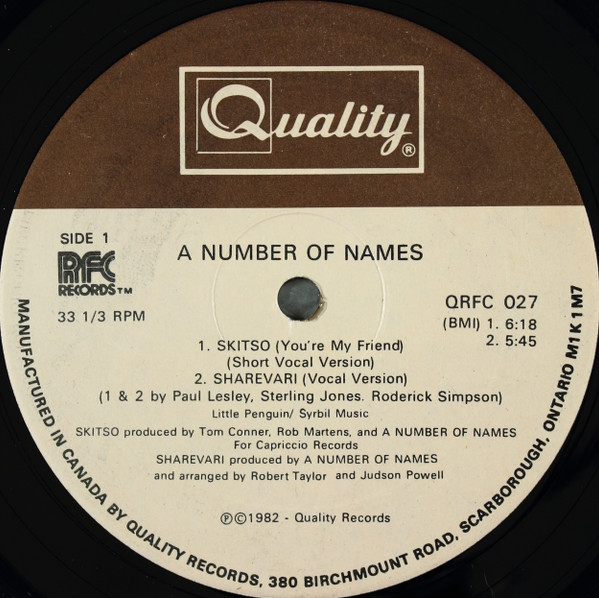 Quality ®
SIDE 1
RFC
RECORDS™
33 1/3 RPM
A NUMBER OF NAMES
QRFC 027
(BMI) 1. 6:18
2. 5:45
1. SKITSO (You're My Friend)
(Short Vocal Version)
2. SHAREVARI (Vocal Version)
(1 & 2 by Paul Lesley, Sterling Jones. Roderick Simpson)
Little Penguin/ Syrbil Music
SKITSO produced by Tom Conner, Rob Martens, and A NUMBER OF NAMES
For Capriccio Records
SHAREVARI produced by A NUMBER OF NAMES
and arranged by Robert Taylor and Judson Powell
℗©1982 - Quality Records
MANUFACTURED IN CANADA BY QUALITY RECORDS, 380 BIRCHMOUNT ROAD, SCARBOROUGH, ONTARIO M1K 1M7